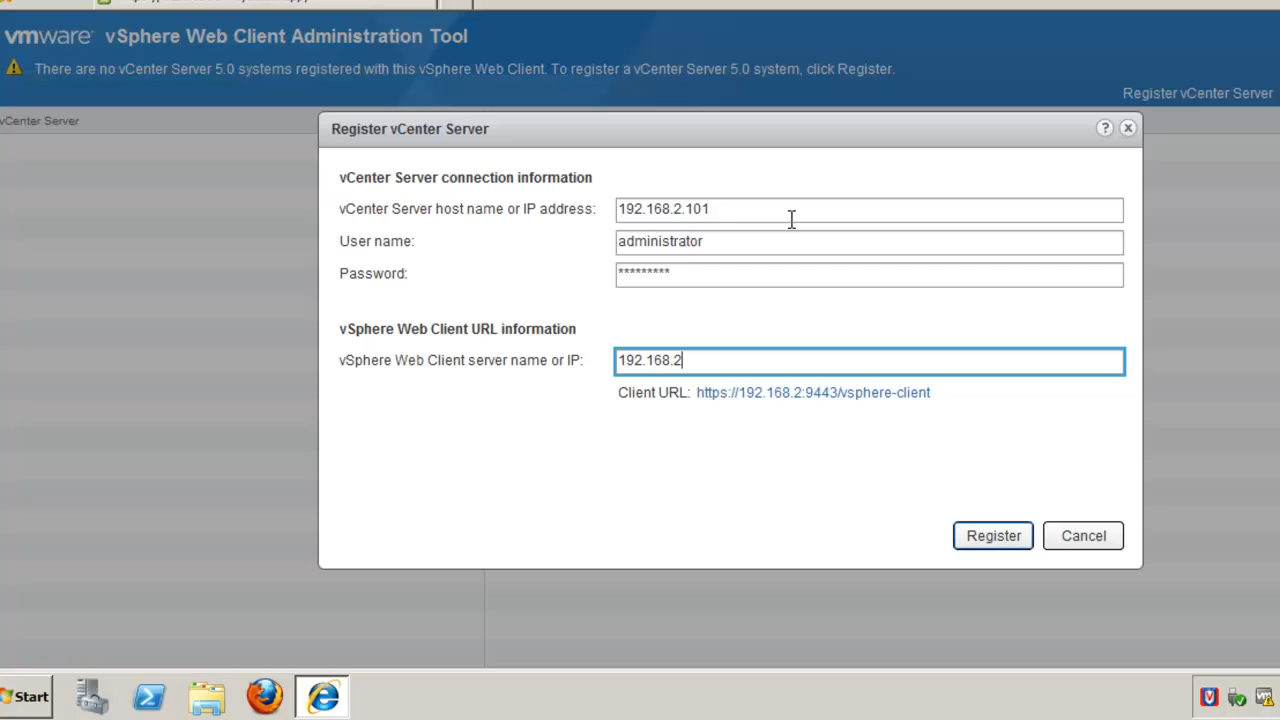 vmware vSphere Web Client Administration Tool
There are no vCenter Server 5.0 systems registered with this vSphere Web Client. To register a vCenter Server 5.0 system, click Register.
Register vCenter Server
vCenter Server
Register vCenter Server
?
vCenter Server connection information
vCenter Server host name or IP address: 192.168.2.101
User name: administrator
Password: *********
vSphere Web Client URL information
vSphere Web Client server name or IP: 192.168.2
Client URL: https://192.168.2:9443/vsphere-client
Register Cancel
Start